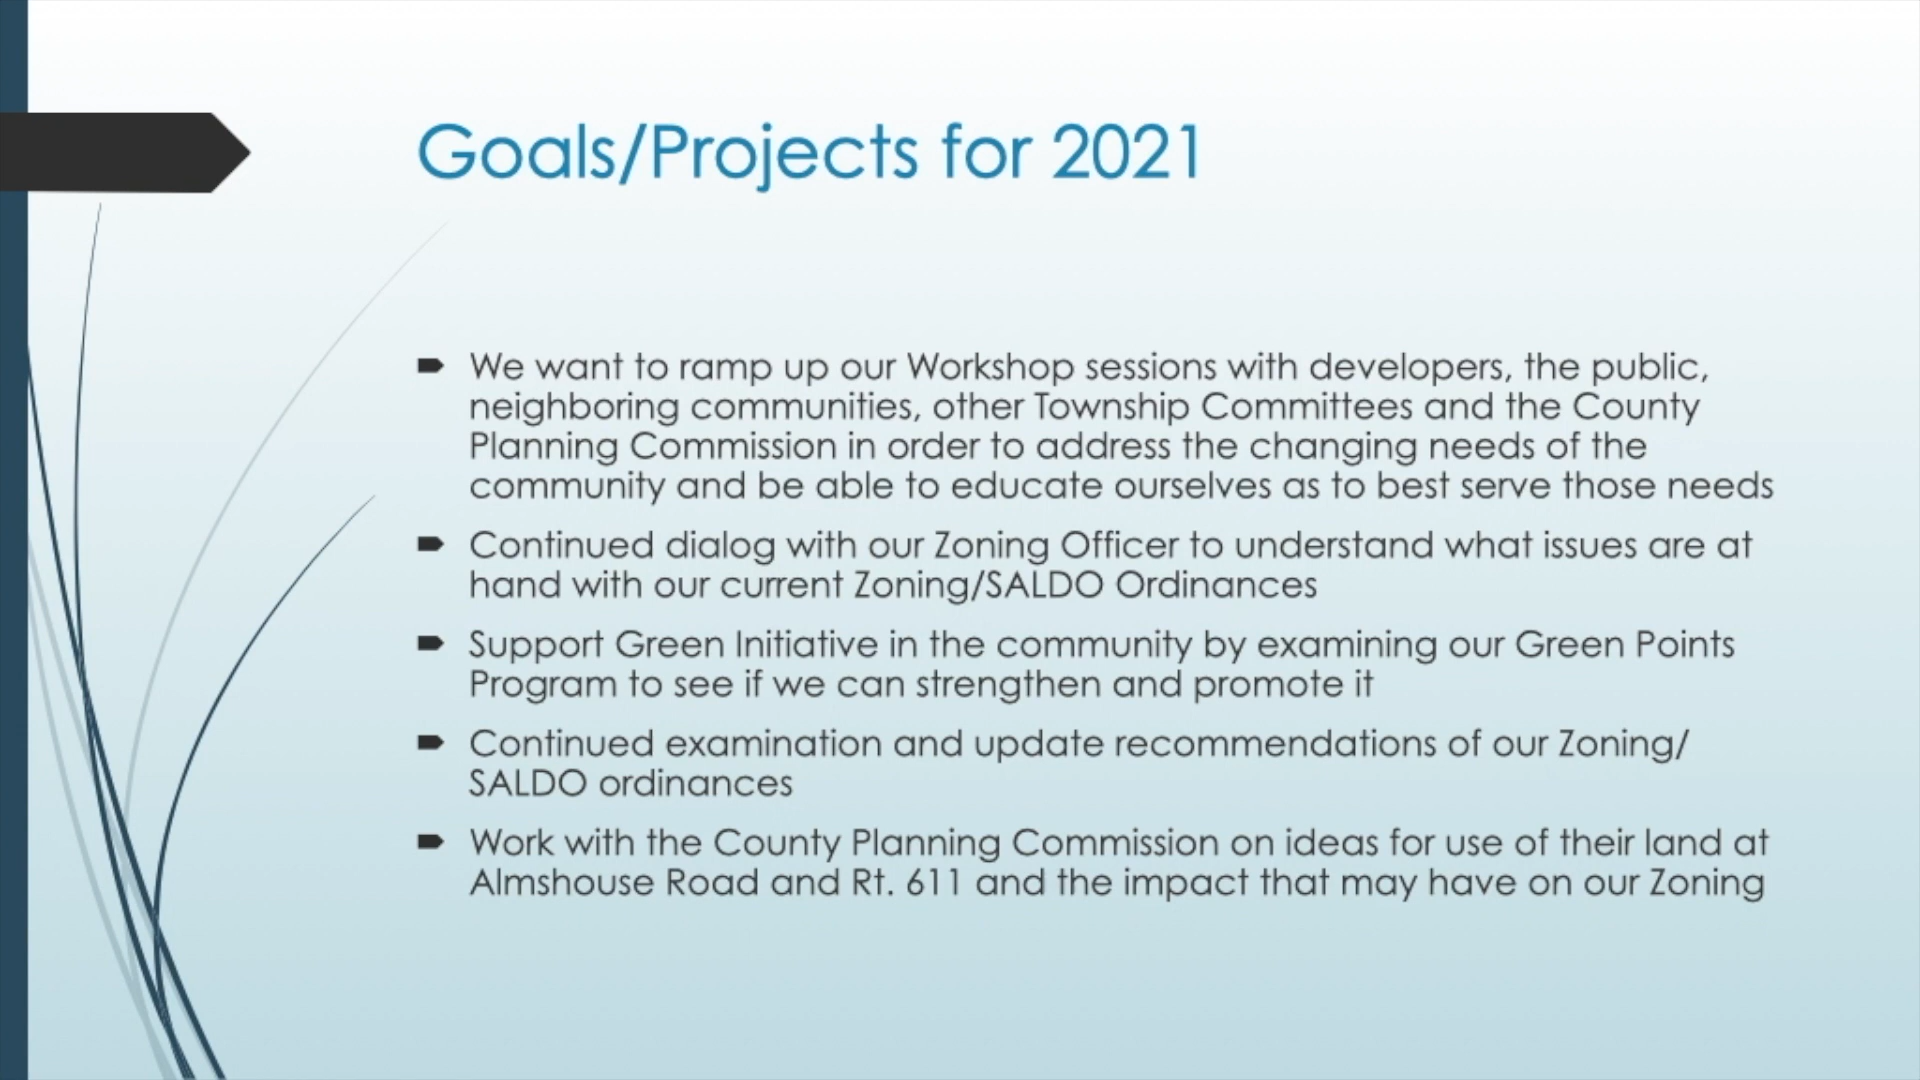 Goals/Projects for 2021
We want to ramp up our Workshop sessions with developers, the public,
neighboring communities, other Township Committees and the County
Planning Commission in order to address the changing needs of the
community and be able to educate ourselves as to best serve those needs
Continued dialog with our Zoning Officer to understand what issues are at
hand with our current Zoning/SALDO Ordinances
Support Green Initiative in the community by examining our Green Points
Program to see if we can strengthen and promote it
Continued examination and update recommendations of our Zoning/
SALDO ordinances
Work with the County Planning Commission on ideas for use of their land at
Almshouse Road and Rt. 611 and the impact that may have on our Zoning